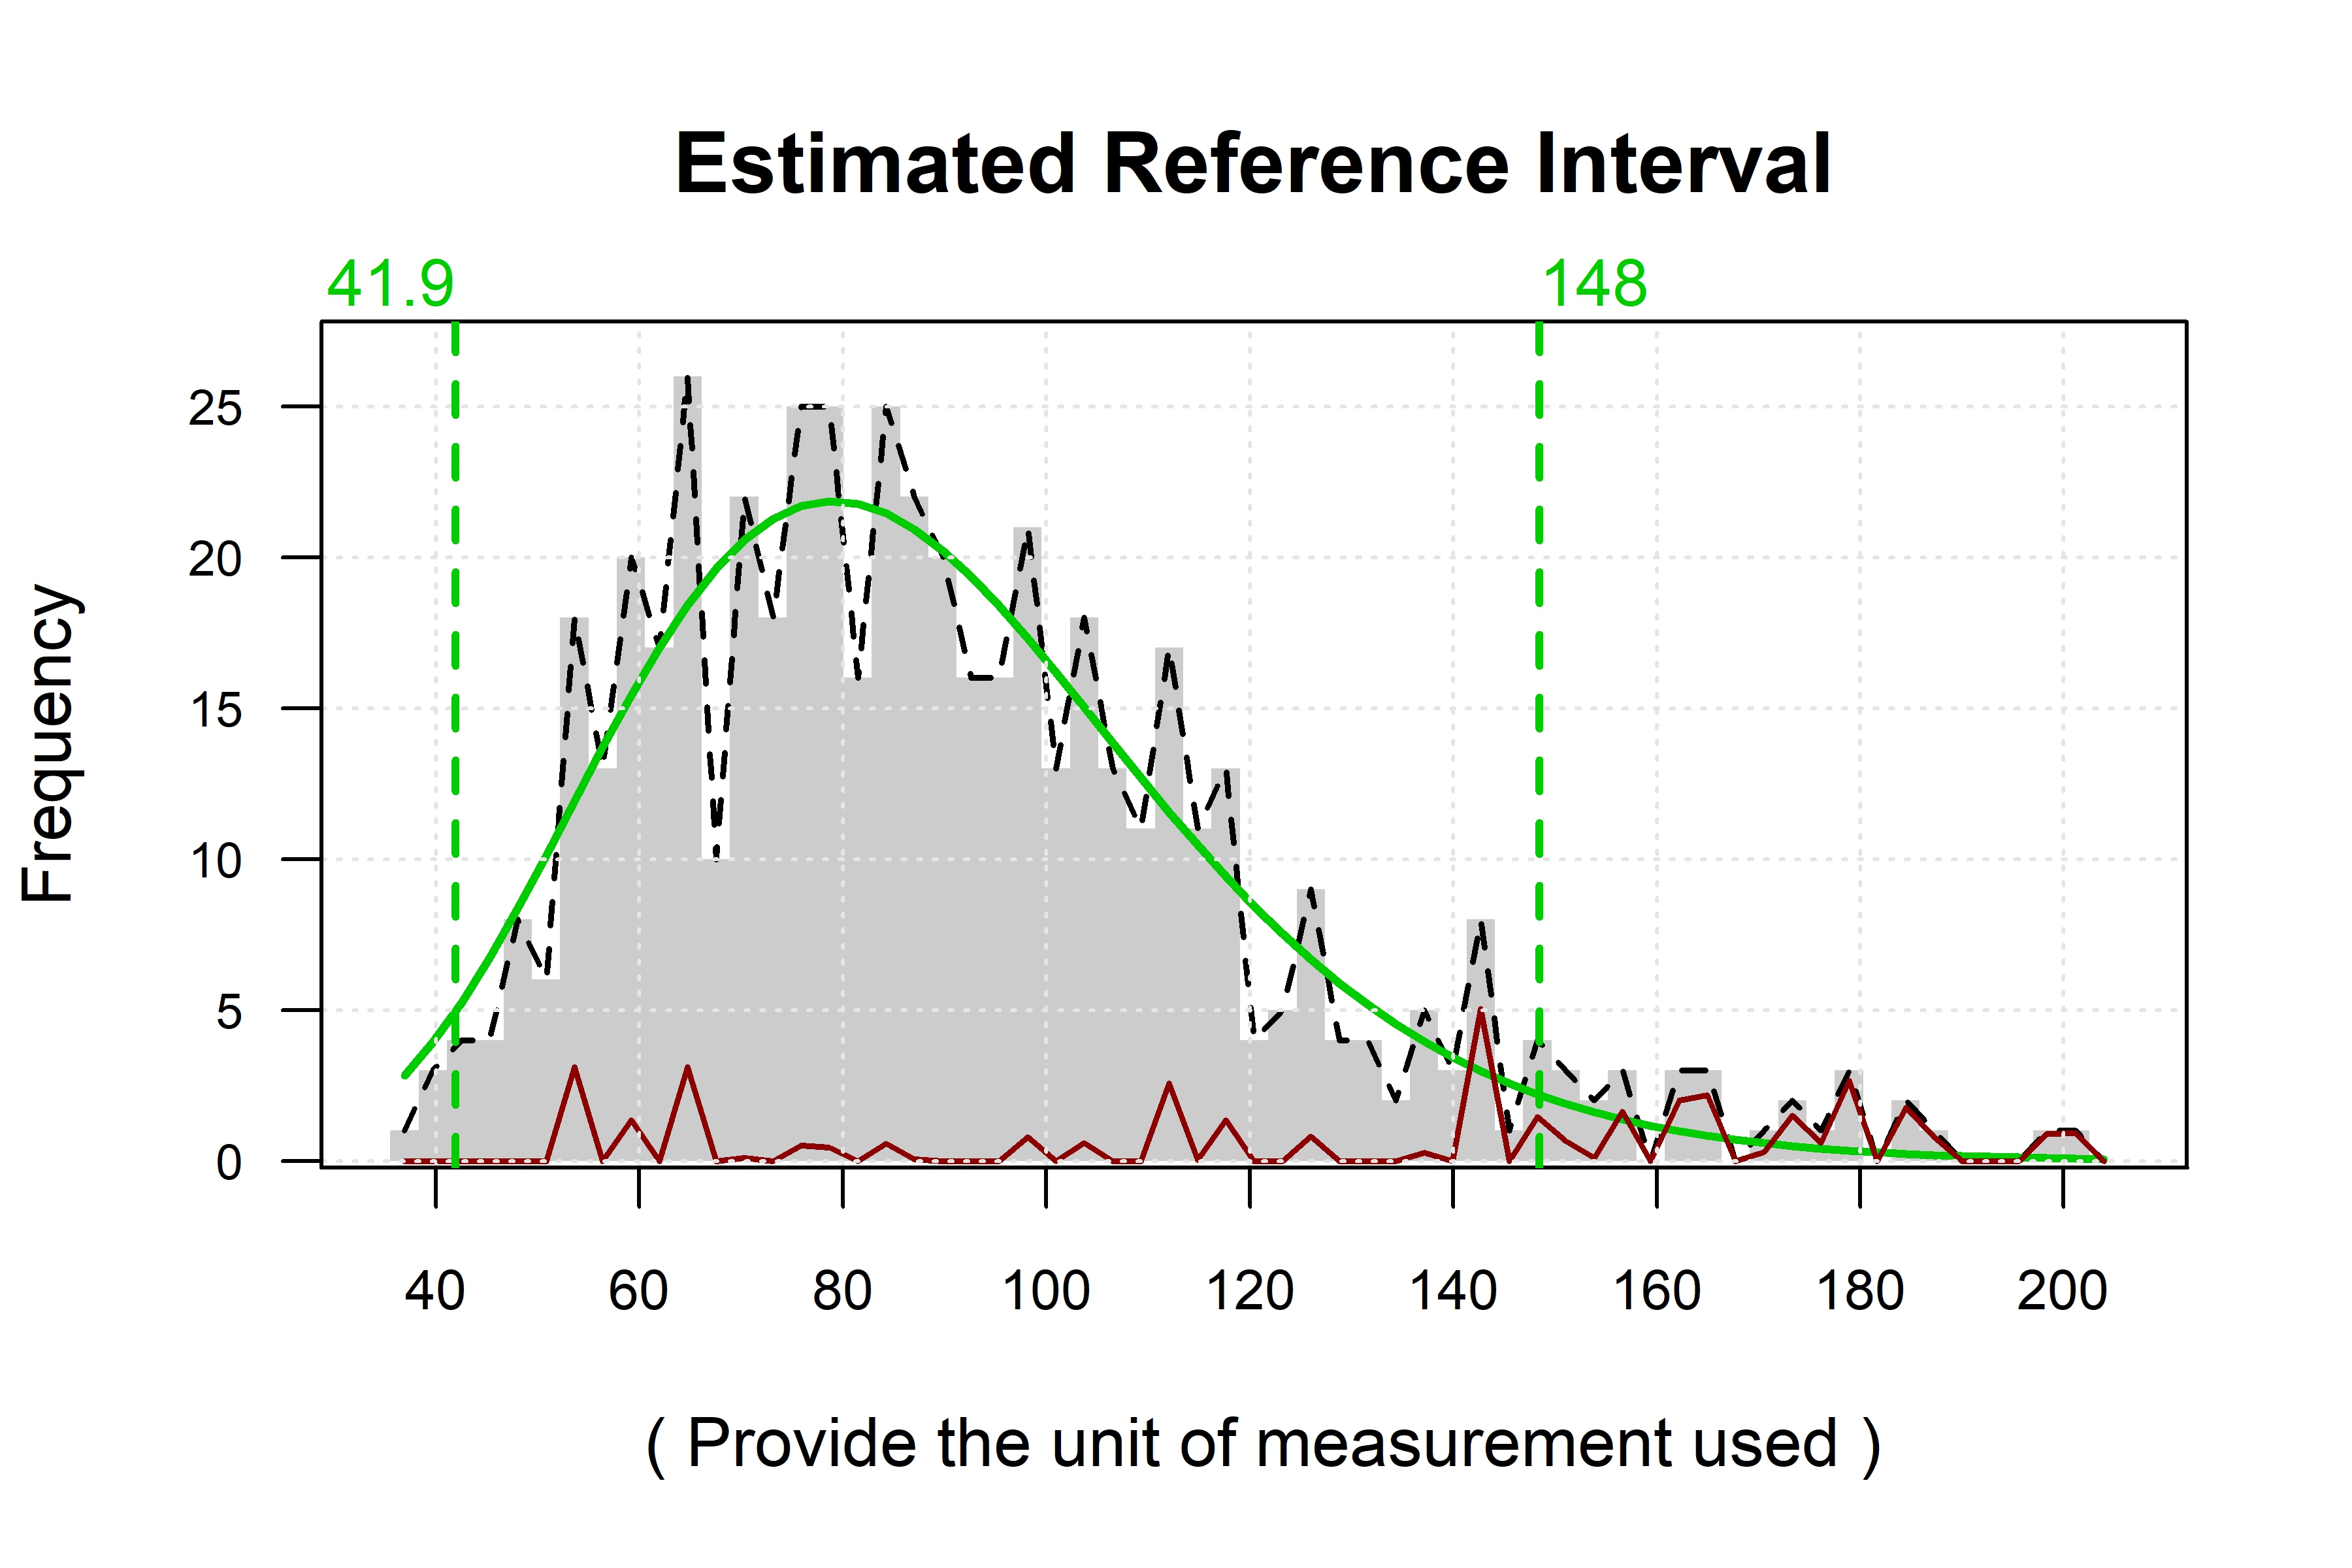 Estimated Reference Interval
41.9 148
Frequency
25
20
15
10
5
0
40 60 80 100 120 140 160 180 200
( Provide the unit of measurement used )